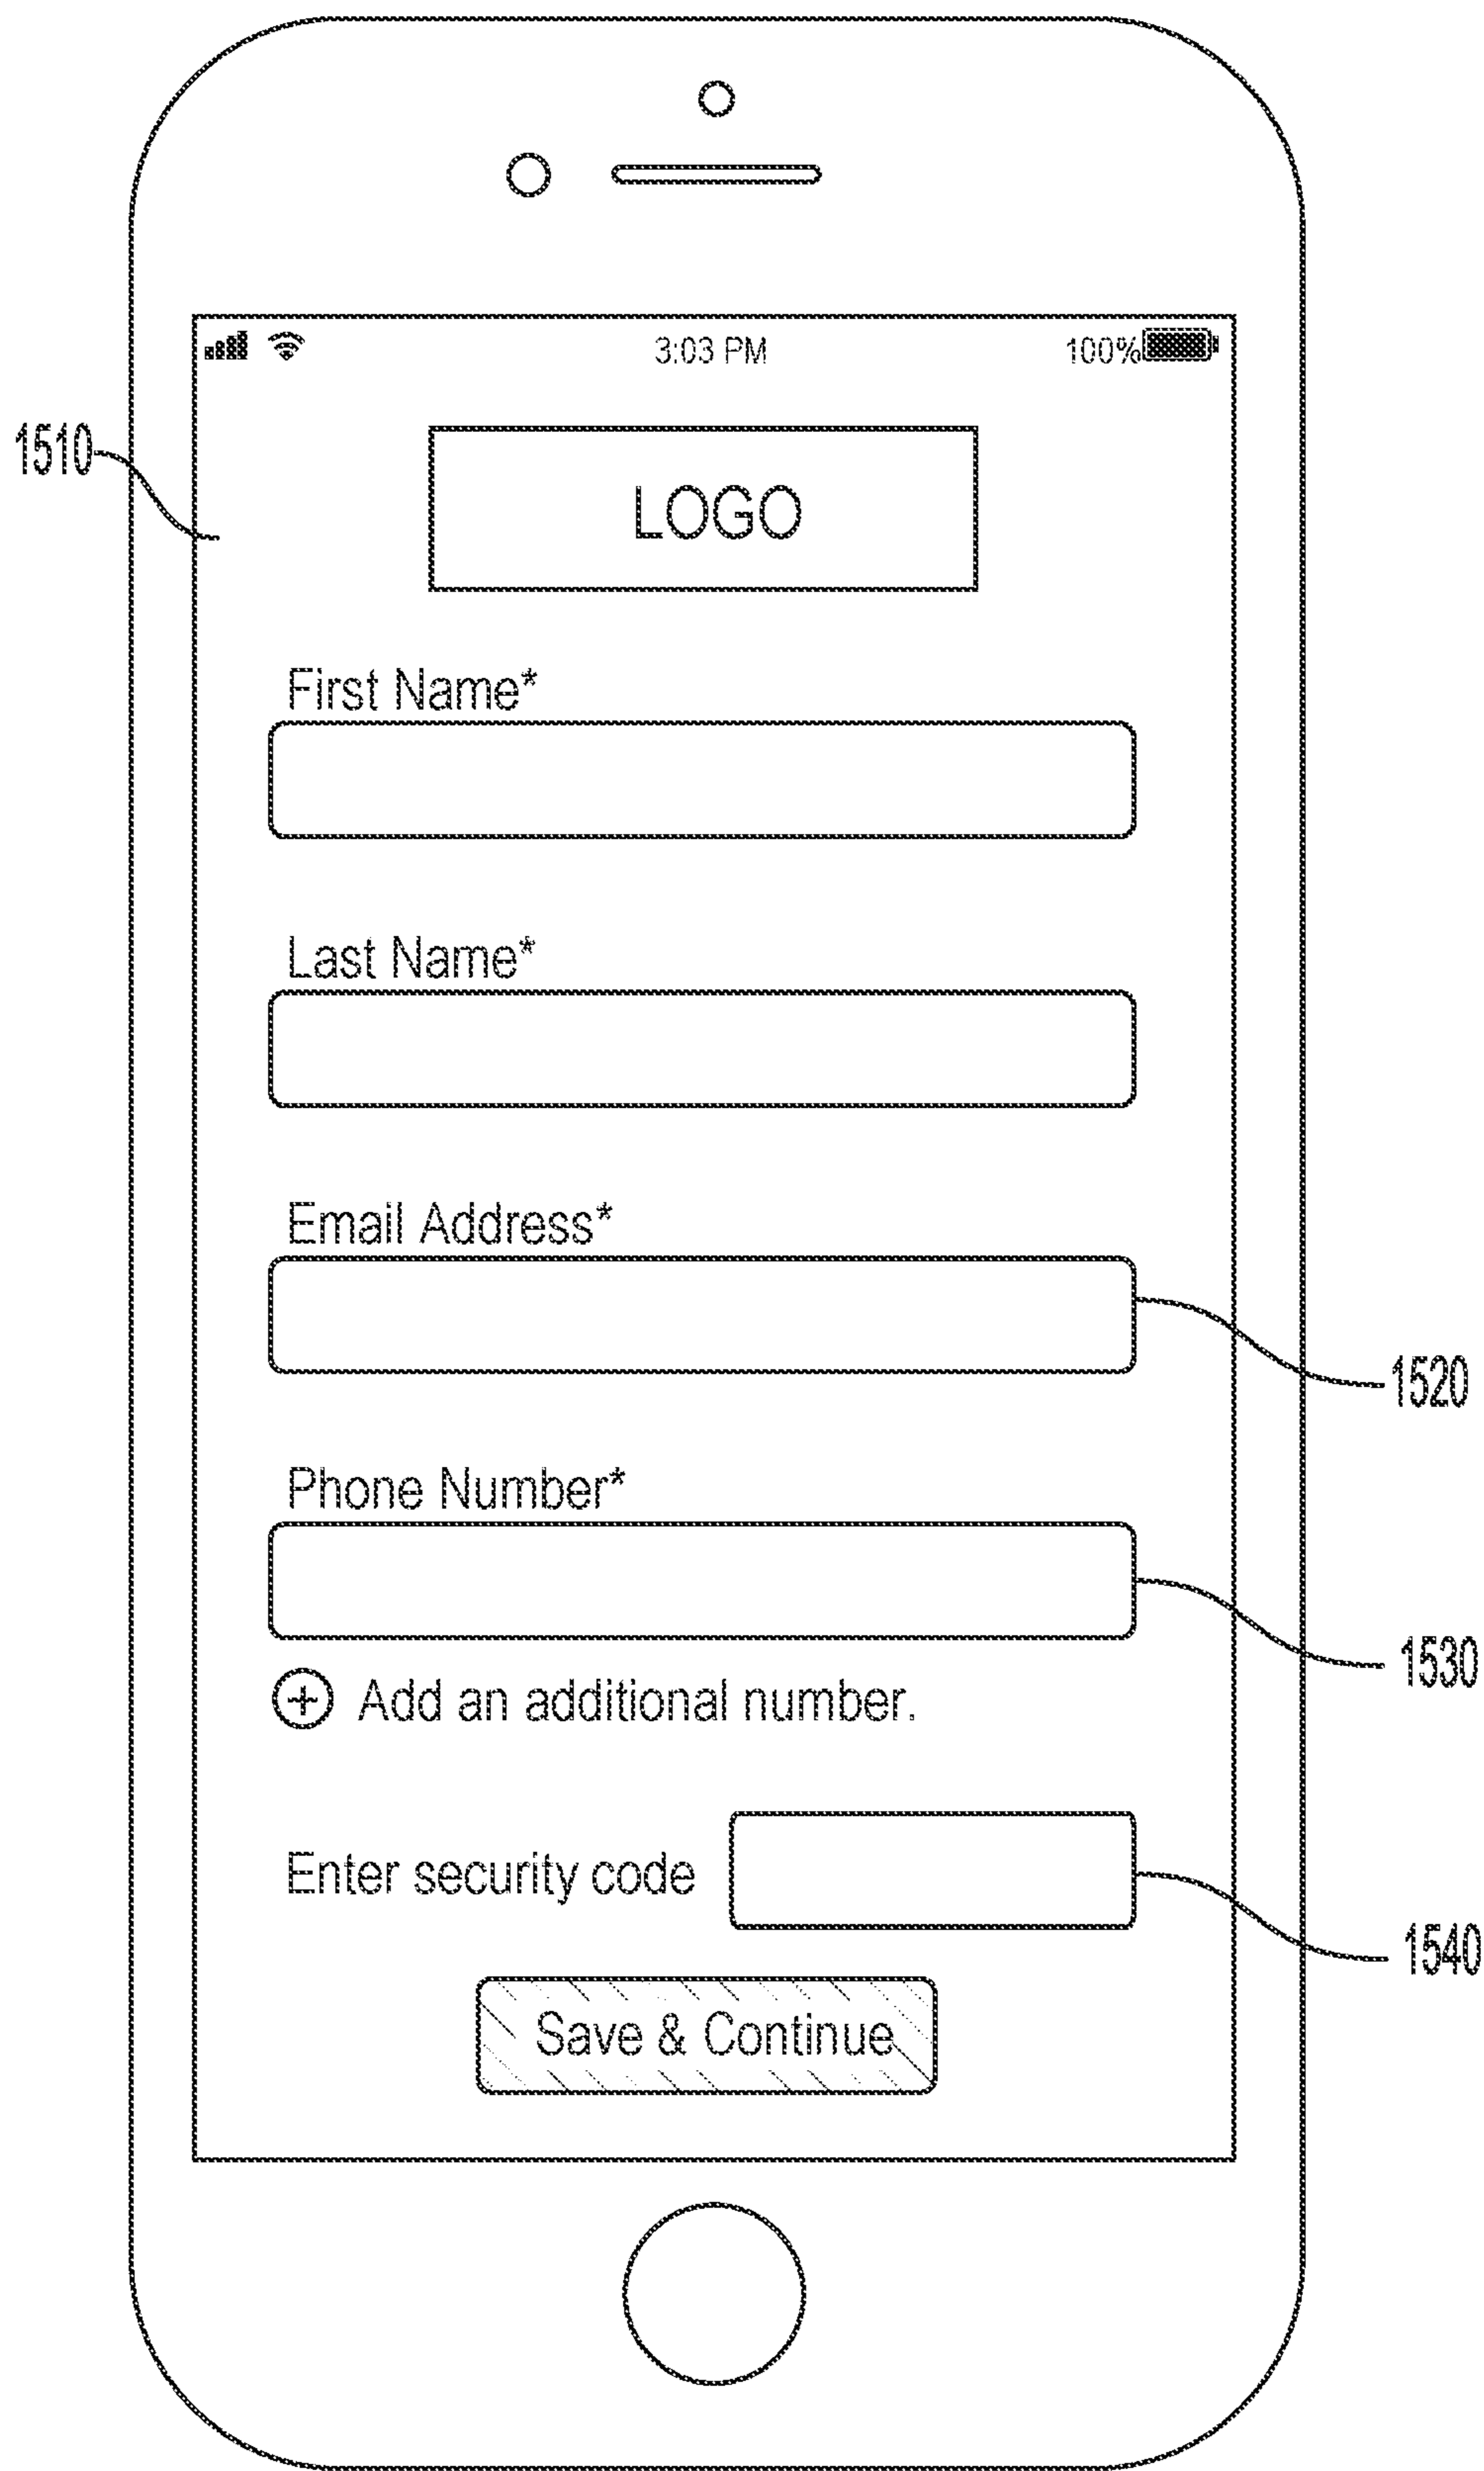 3:03 PM
100%
1510
LOGO
First Name*
Last Name*
Email Address*
1520
Phone Number*
1530
Add an additional number.
Enter security code
1540
Save & Continue